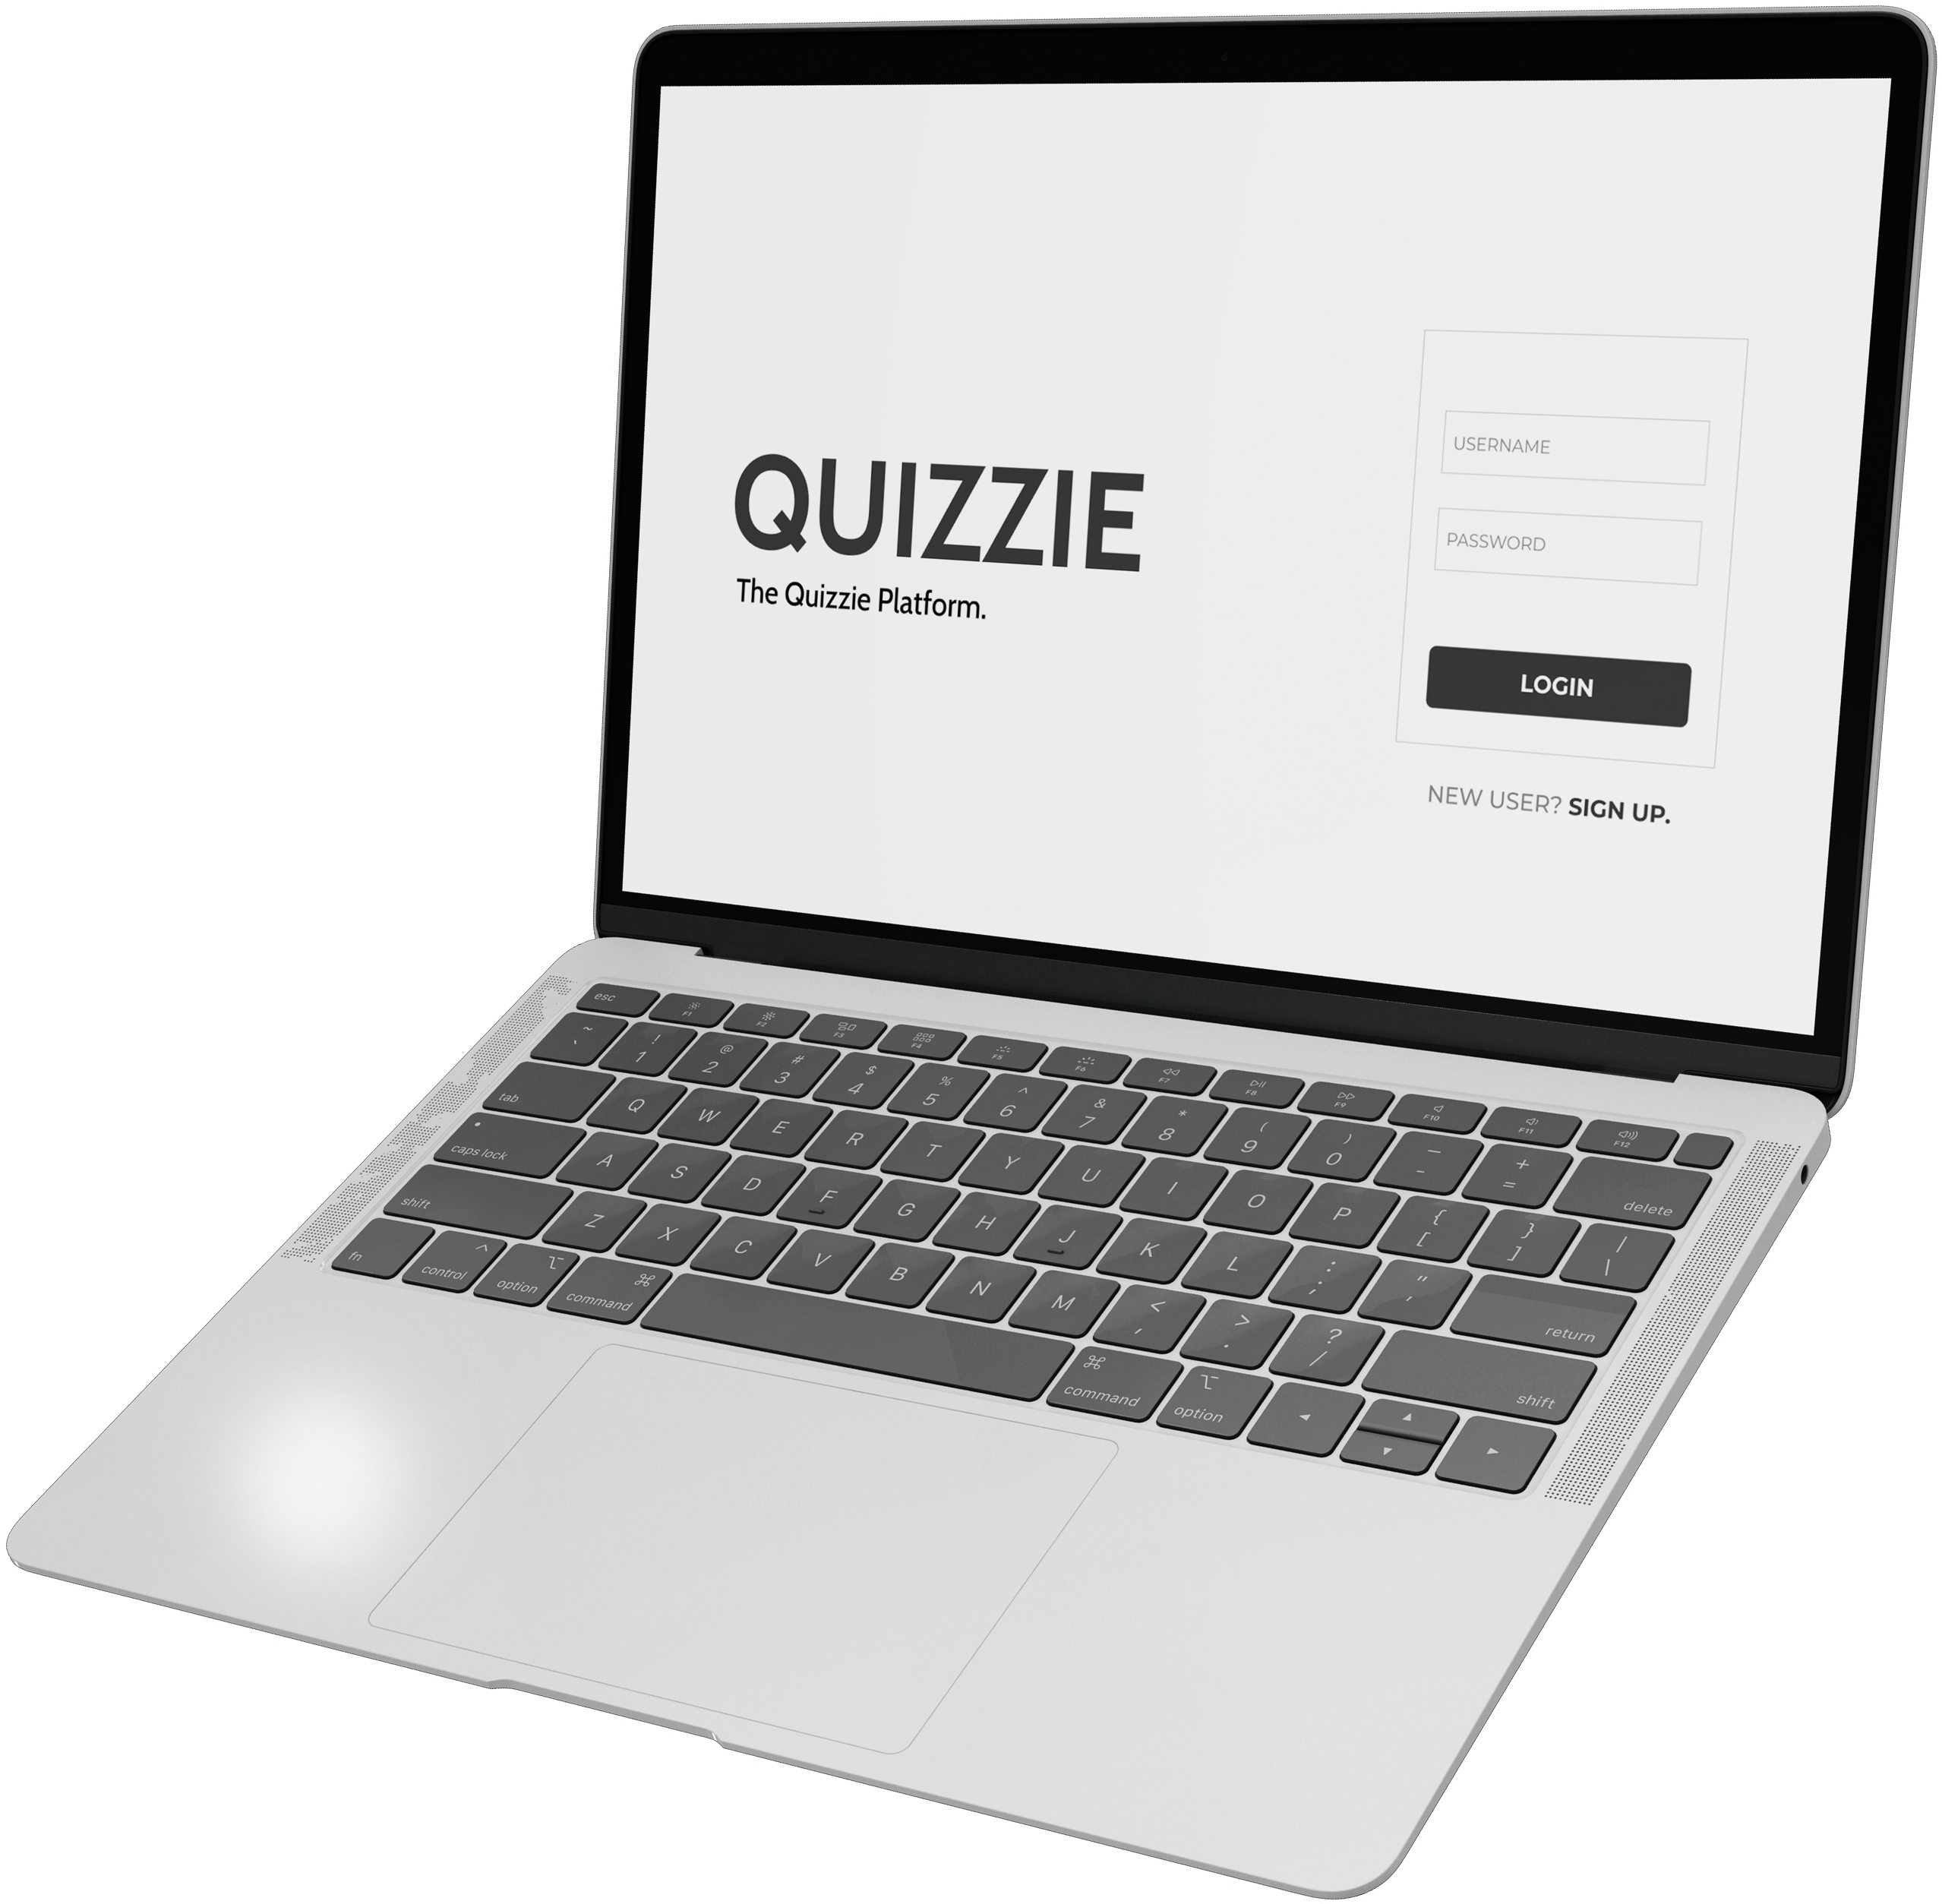 QUIZZIE
The Quizzie Platform.
USERNAME
PASSWORD
LOGIN
NEW USER? SIGN UP.
esc F1 F2 F3 F4 F5 F6 F7 F8 F9 F10 F11 F12
~ ` ! 1 @ 2 # 3 $ 4 % 5 ^ 6 & 7 * 8 ( 9 ) 0 — - + = delete
tab Q W E R T Y U I O P { [ } ] | \
caps lock A S D F G H J K L : ; " ' return
shift Z X C V B N M < , > . ? / shift
fn ^ control ⌥ option ⌘ command ⌘ command ⌥ option ◀ ▲ ▼ ▶